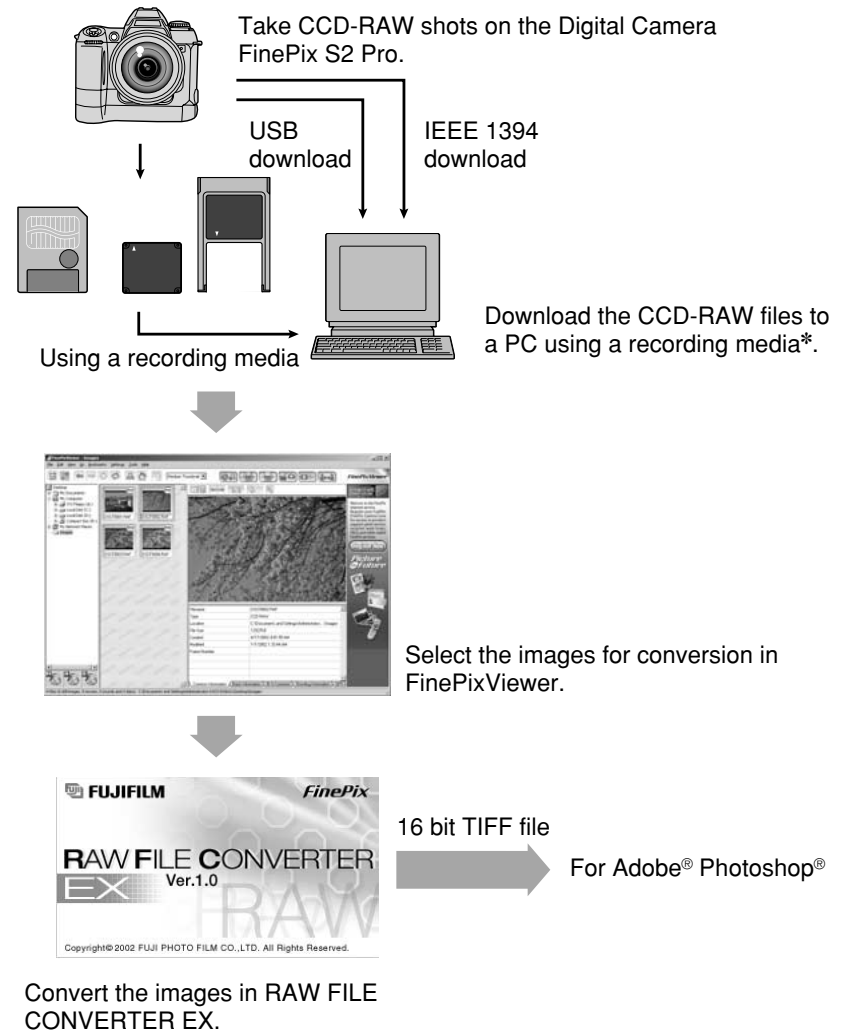 Take CCD-RAW shots on the Digital Camera
FinePix S2 Pro.
USB
download
IEEE 1394
download
Using a recording media
Download the CCD-RAW files to
a PC using a recording media*.
Select the images for conversion in
FinePixViewer.
FUJIFILM
FinePix
RAW FILE CONVERTER
EX
Ver.1.0
RAW
Copyright© 2002 FUJI PHOTO FILM CO.,LTD. All Rights Reserved.
16 bit TIFF file
For Adobe® Photoshop®
Convert the images in RAW FILE
CONVERTER EX.